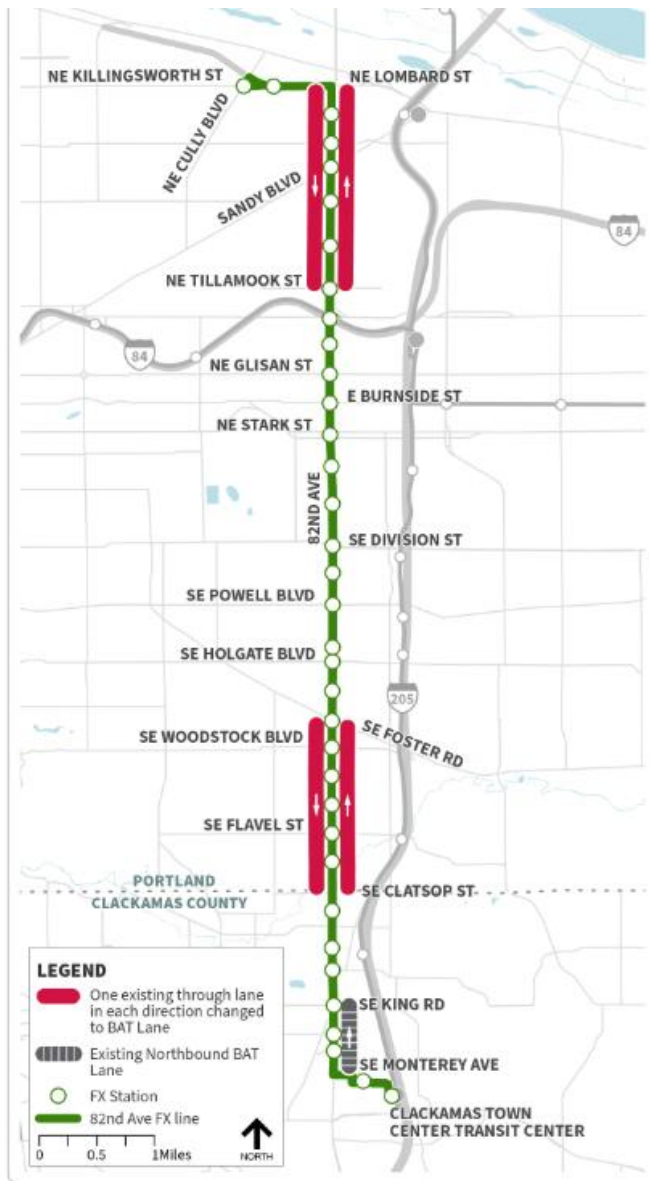 NE KILLINGSWORTH ST
NE LOMBARD ST
NE CULLY BLVD
SANDY BLVD
84
NE TILLAMOOK ST
84
NE GLISAN ST
E BURNSIDE ST
NE STARK ST
82ND AVE
SE DIVISION ST
SE POWELL BLVD
SE HOLGATE BLVD
205
SE FOSTER RD
SE WOODSTOCK BLVD
SE FLAVEL ST
PORTLAND
CLACKAMAS COUNTY
SE CLATSOP ST
LEGEND
One existing through lane
in each direction changed
to BAT Lane
Existing Northbound BAT
Lane
FX Station
82nd Ave FX line
0 0.5 1Miles
NORTH
SE KING RD
SE MONTEREY AVE
CLACKAMAS TOWN
CENTER TRANSIT CENTER